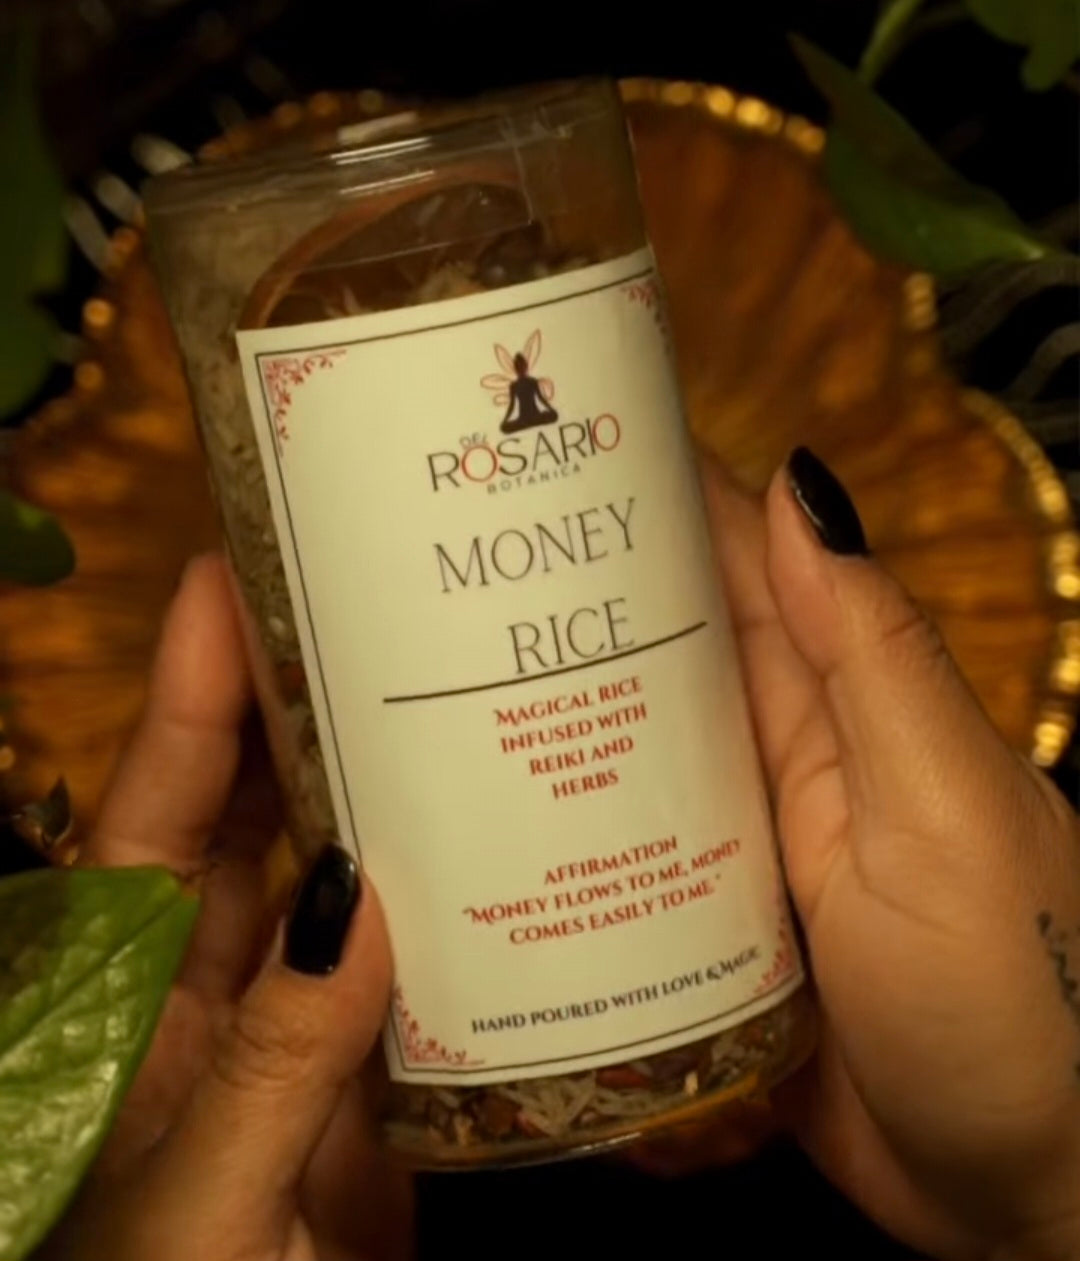 DEL
ROSARIO
BOTANICA
MONEY
RICE
MAGICAL RICE
INFUSED WITH
REIKI AND
HERBS
AFFIRMATION
"MONEY FLOWS TO ME, MONEY
COMES EASILY TO ME."
HAND POURED WITH LOVE & MAGIC